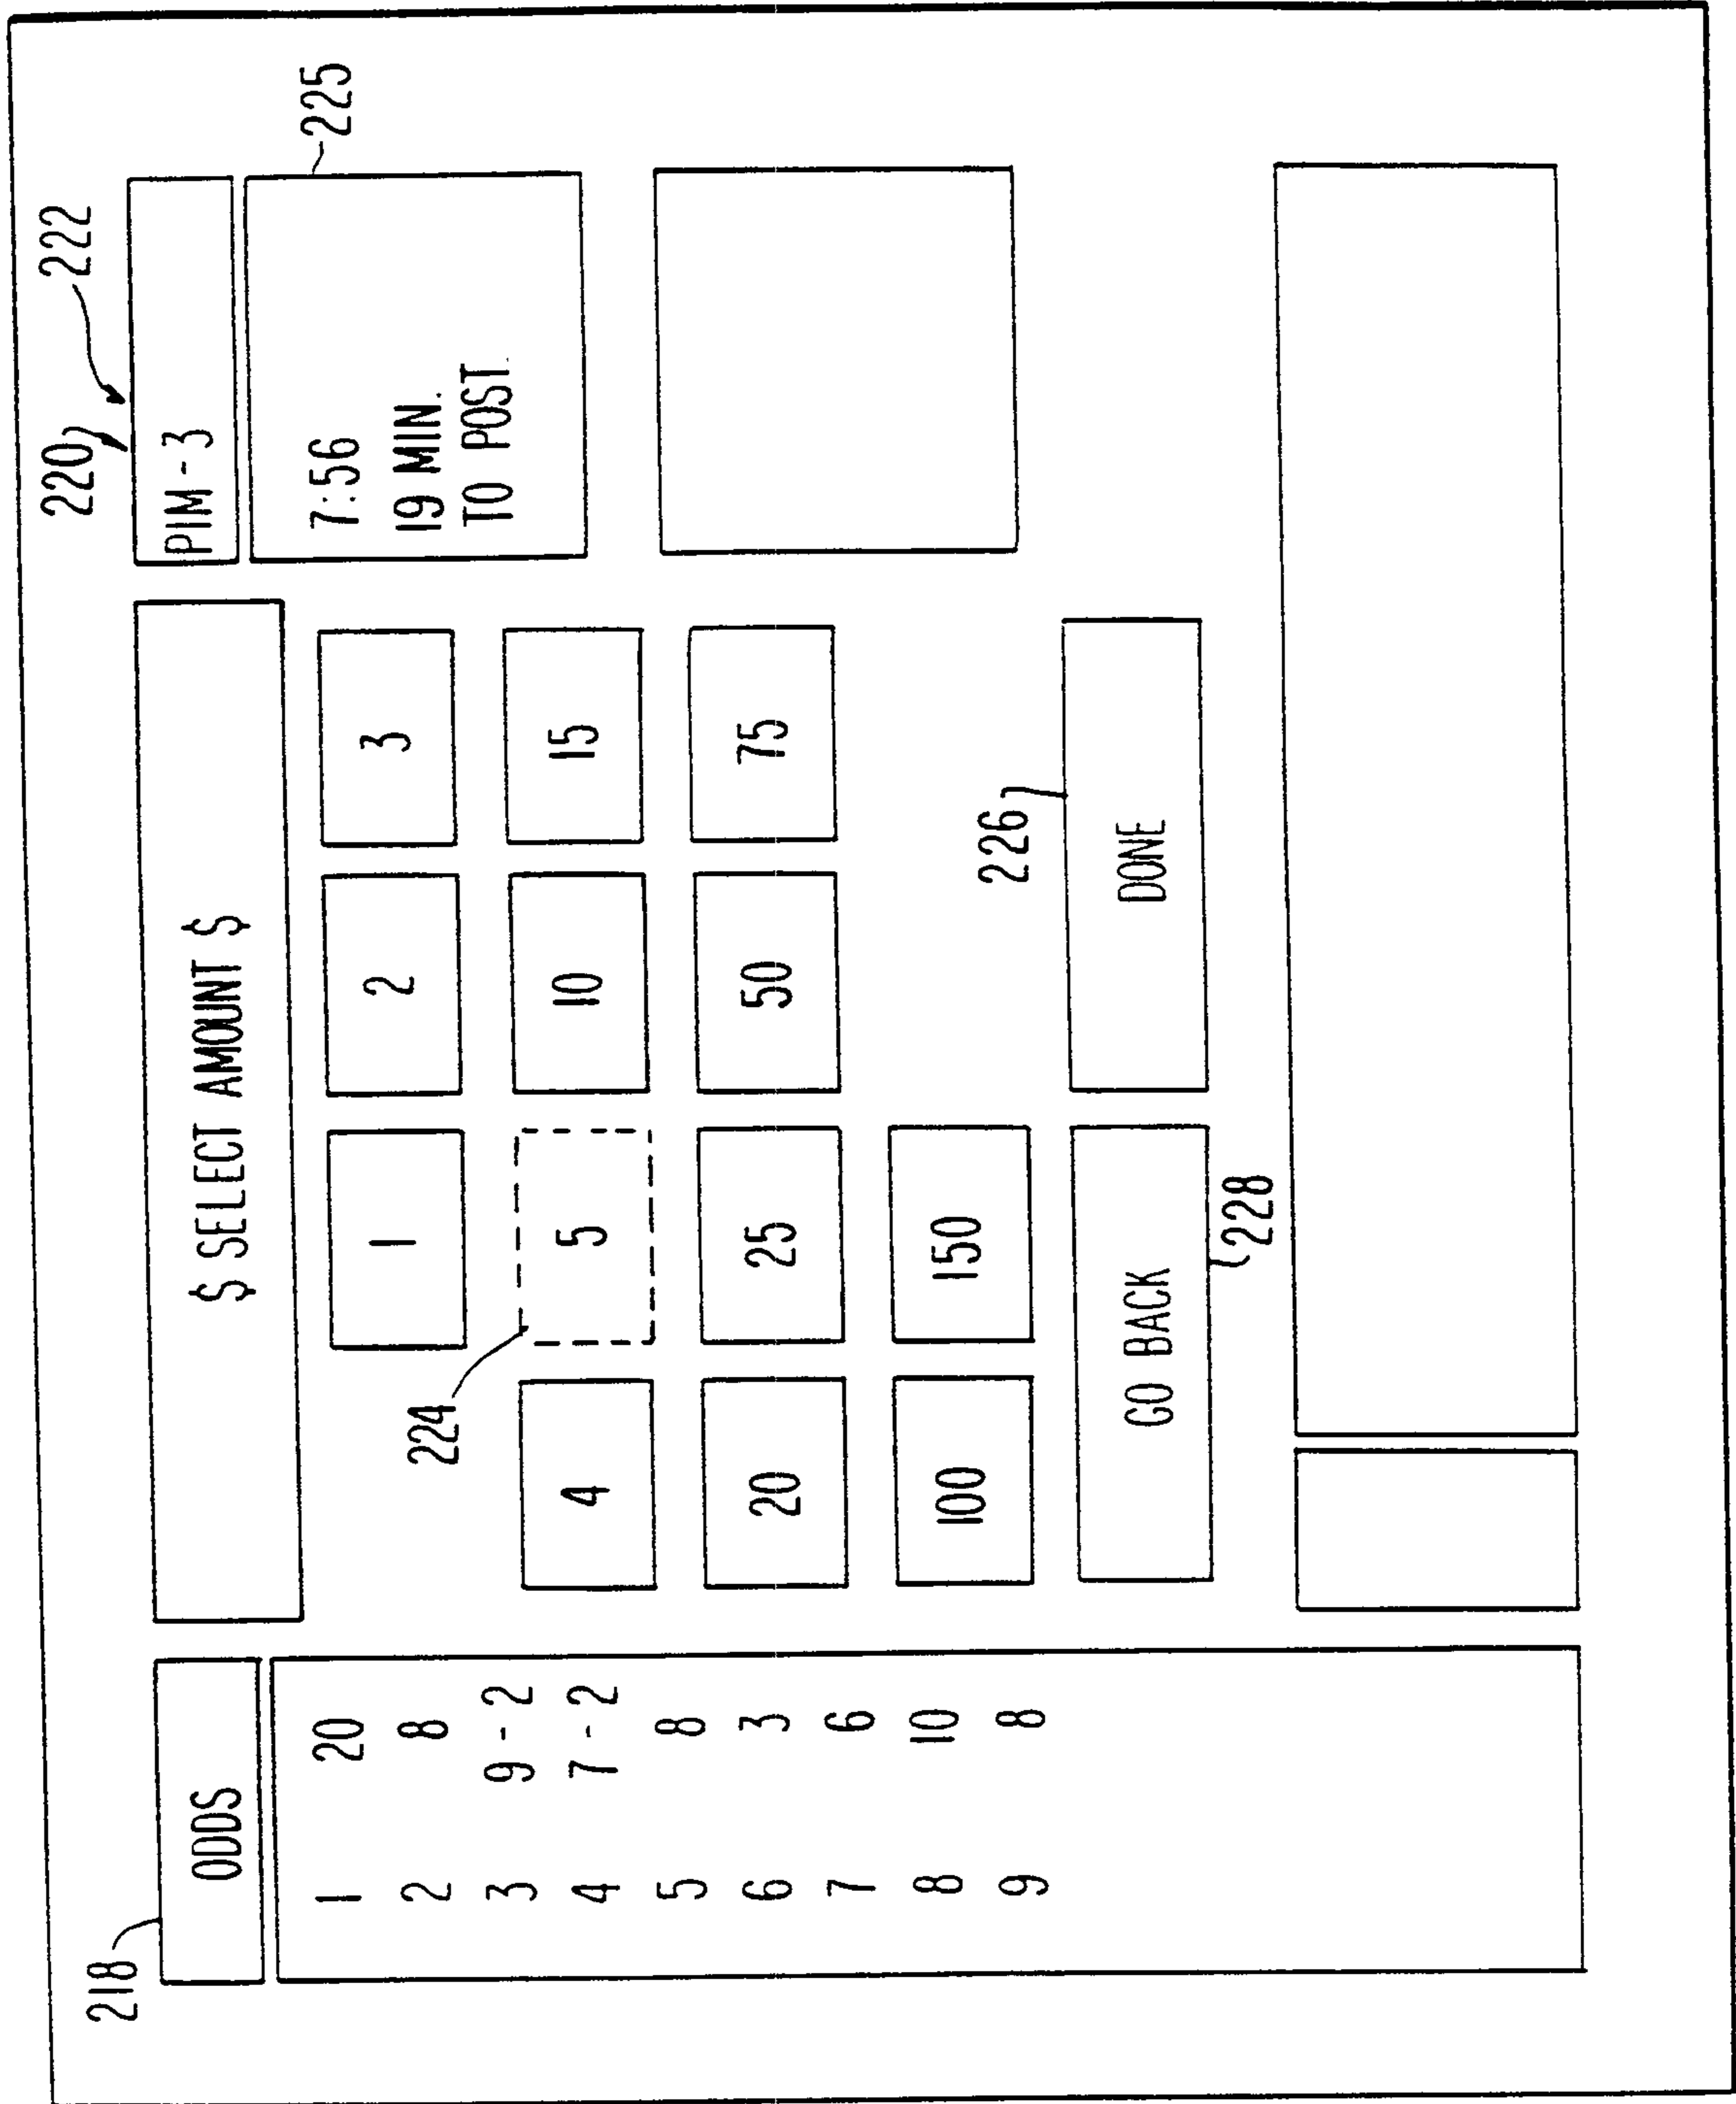 218
ODDS
1 20
2 8
3 9 - 2
4 7 - 2
5 8
6 3
7 6
8 10
9 8
$ SELECT AMOUNT $
1 2 3
224
4 5 10 15
20 25 50 75
100 150
226
GO BACK DONE
228
220 222
PIM - 3
225
7:56
19 MIN.
TO POST.